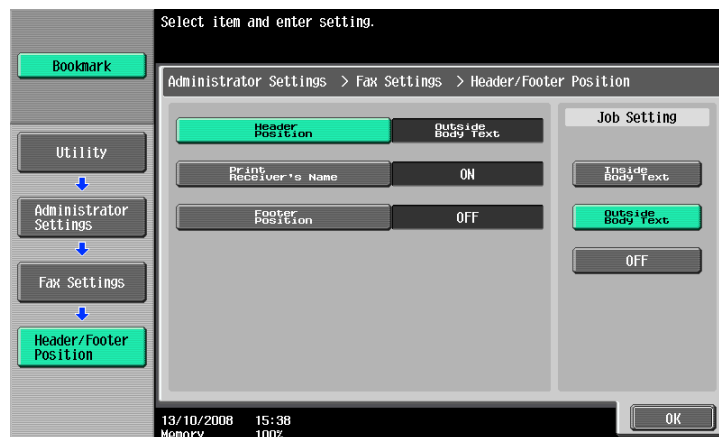 Select item and enter setting.
Bookmark
Administrator Settings > Fax Settings > Header/Footer Position
Utility
Administrator
Settings
Fax Settings
Header/Footer
Position
Header
Position
Outside
Body Text
Print
Receiver's Name
ON
Footer
Position
OFF
Job Setting
Inside
Body Text
Outside
Body Text
OFF
13/10/2008 15:38
Memory 100%
OK